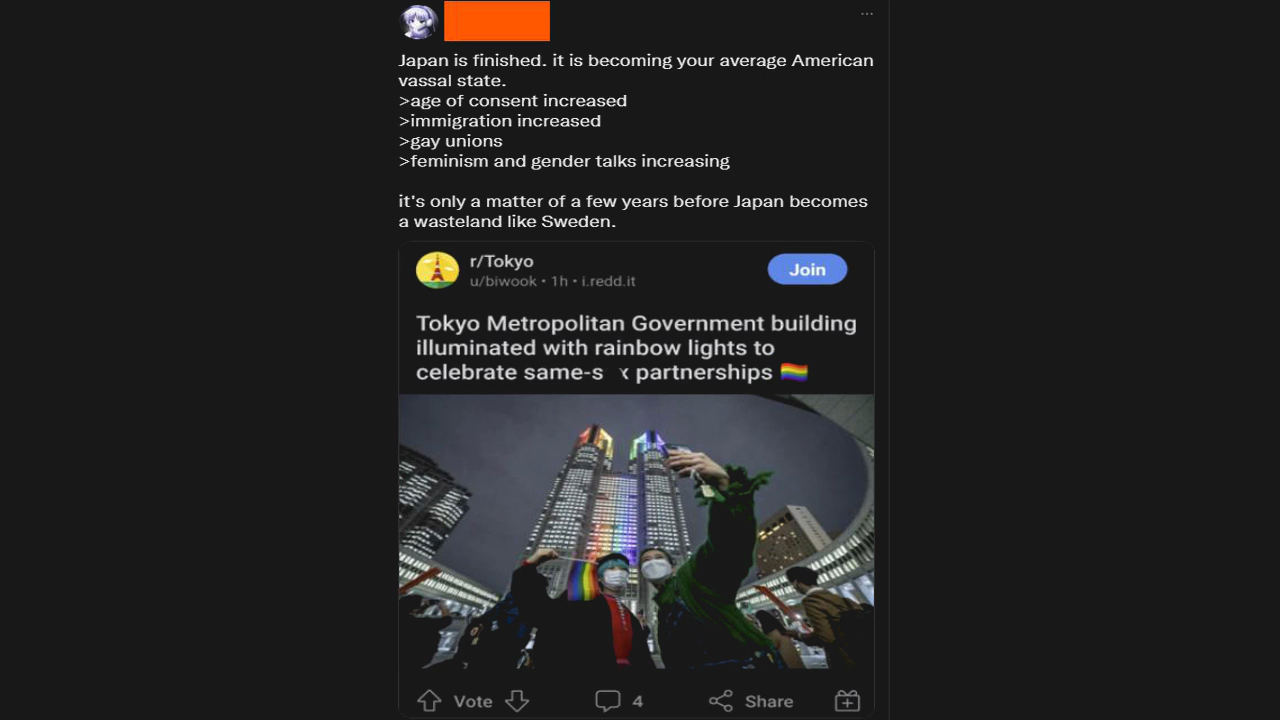 Japan is finished. it is becoming your average American
vassal state.
>age of consent increased
>immigration increased
>gay unions
>feminism and gender talks increasing
it's only a matter of a few years before Japan becomes
a wasteland like Sweden.
r/Tokyo
u/biwook • 1h • i.redd.it
Join
Tokyo Metropolitan Government building
illuminated with rainbow lights to
celebrate same-s x partnerships 🏳️‍🌈
Vote
4
Share